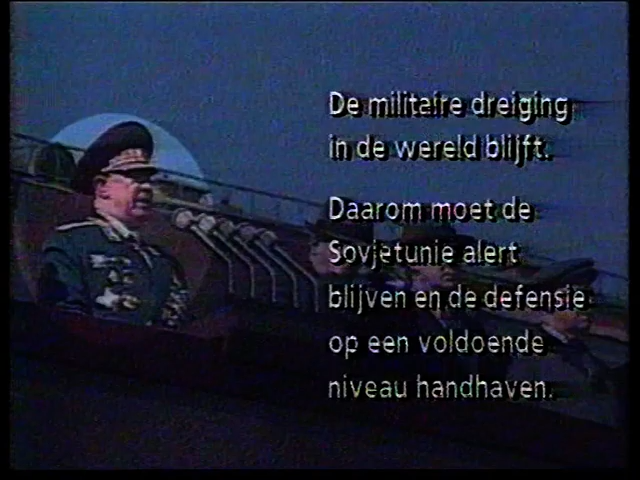 De militaire dreiging
in de wereld blijft.
Daarom moet de
Sovjetunie alert
blijven en de defensie
op een voldoende
niveau handhaven.